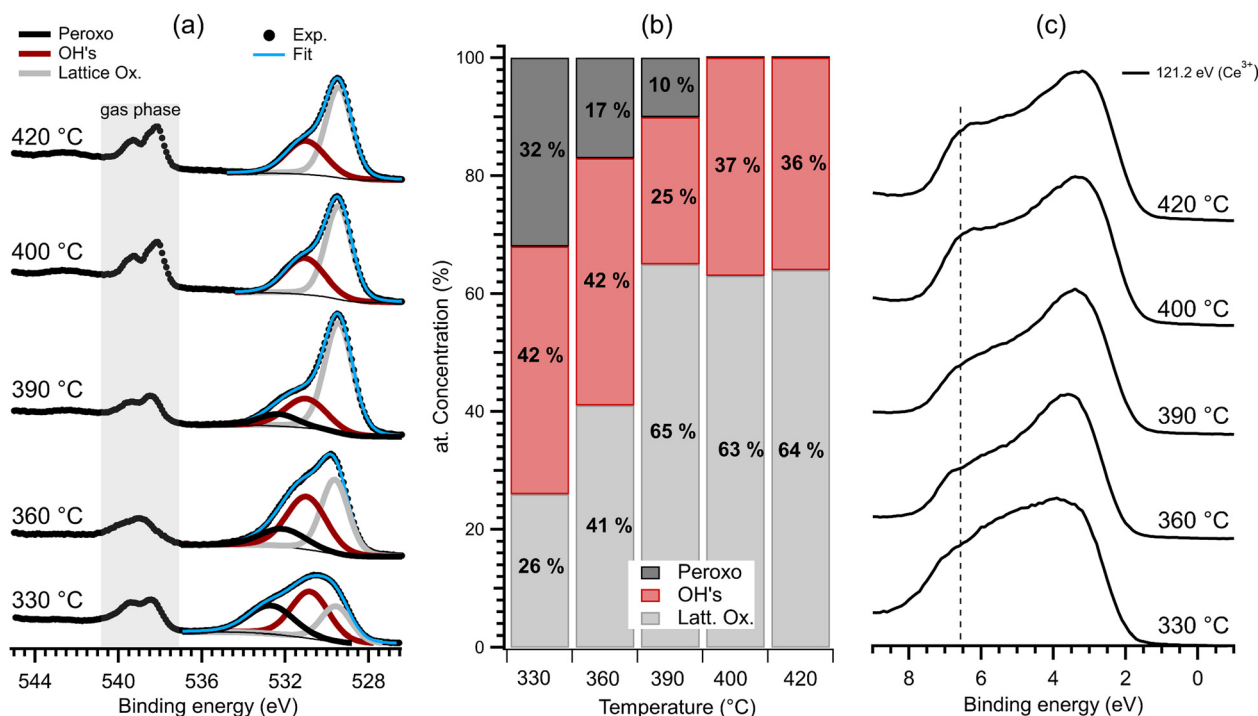 (a)
Peroxo
OH's
Lattice Ox.
Exp.
Fit
gas phase
420 °C
400 °C
390 °C
360 °C
330 °C
544
540
536
532
528
Binding energy (eV)
(b)
at. Concentration (%)
100
80
60
40
20
0
32 %
42 %
26 %
17 %
42 %
41 %
10 %
25 %
65 %
37 %
63 %
36 %
64 %
Peroxo
OH's
Latt. Ox.
330
360
390
400
420
Temperature (°C)
(c)
121.2 eV (Ce³⁺)
420 °C
400 °C
390 °C
360 °C
330 °C
8
6
4
2
0
Binding energy (eV)